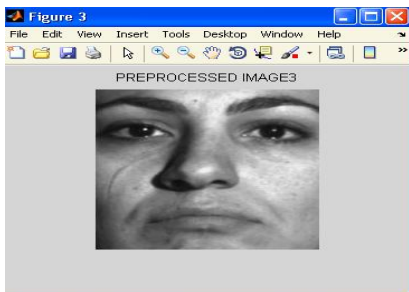 Figure 3
File Edit View Insert Tools Desktop Window Help
PREPROCESSED IMAGE3